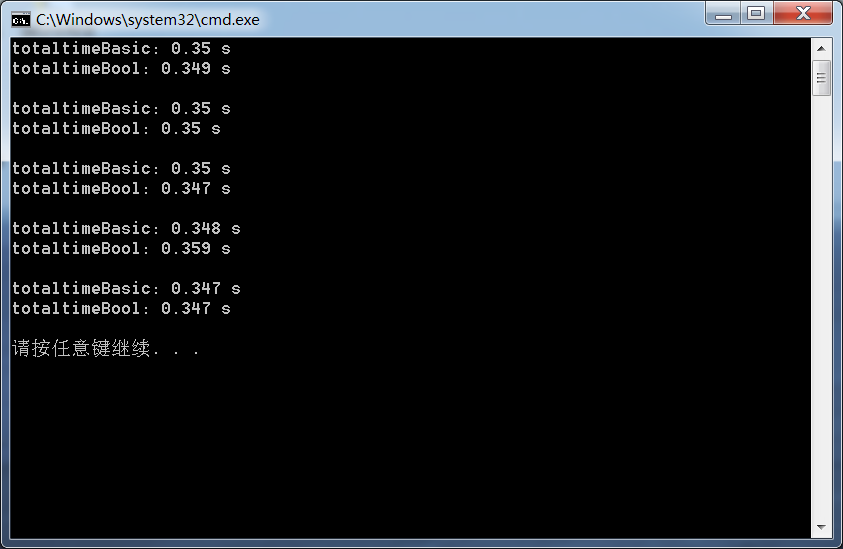 C:\Windows\system32\cmd.exe
totaltimeBasic: 0.35 s
totaltimeBool: 0.349 s
totaltimeBasic: 0.35 s
totaltimeBool: 0.35 s
totaltimeBasic: 0.35 s
totaltimeBool: 0.347 s
totaltimeBasic: 0.348 s
totaltimeBool: 0.359 s
totaltimeBasic: 0.347 s
totaltimeBool: 0.347 s
请按任意键继续. . .